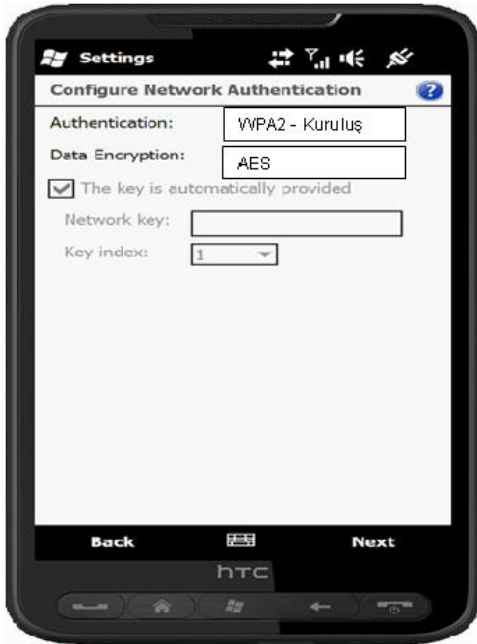 Settings
Configure Network Authentication ?
Authentication: WPA2 - Kuruluş
Data Encryption: AES
The key is automatically provided
Network key:
Key index: 1
Back Next
hTC